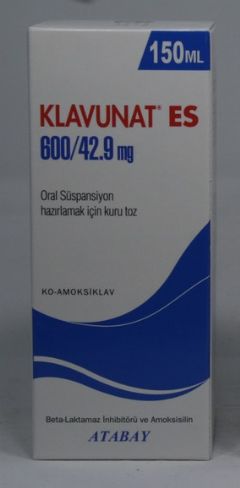 150ML
KLAVUNAT® ES
600/42.9 mg
Oral Süspansiyon
hazırlamak için kuru toz
KO-AMOKSİKLAV
Beta-Laktamaz İnhibitörü ve Amoksisilin
ATABAY